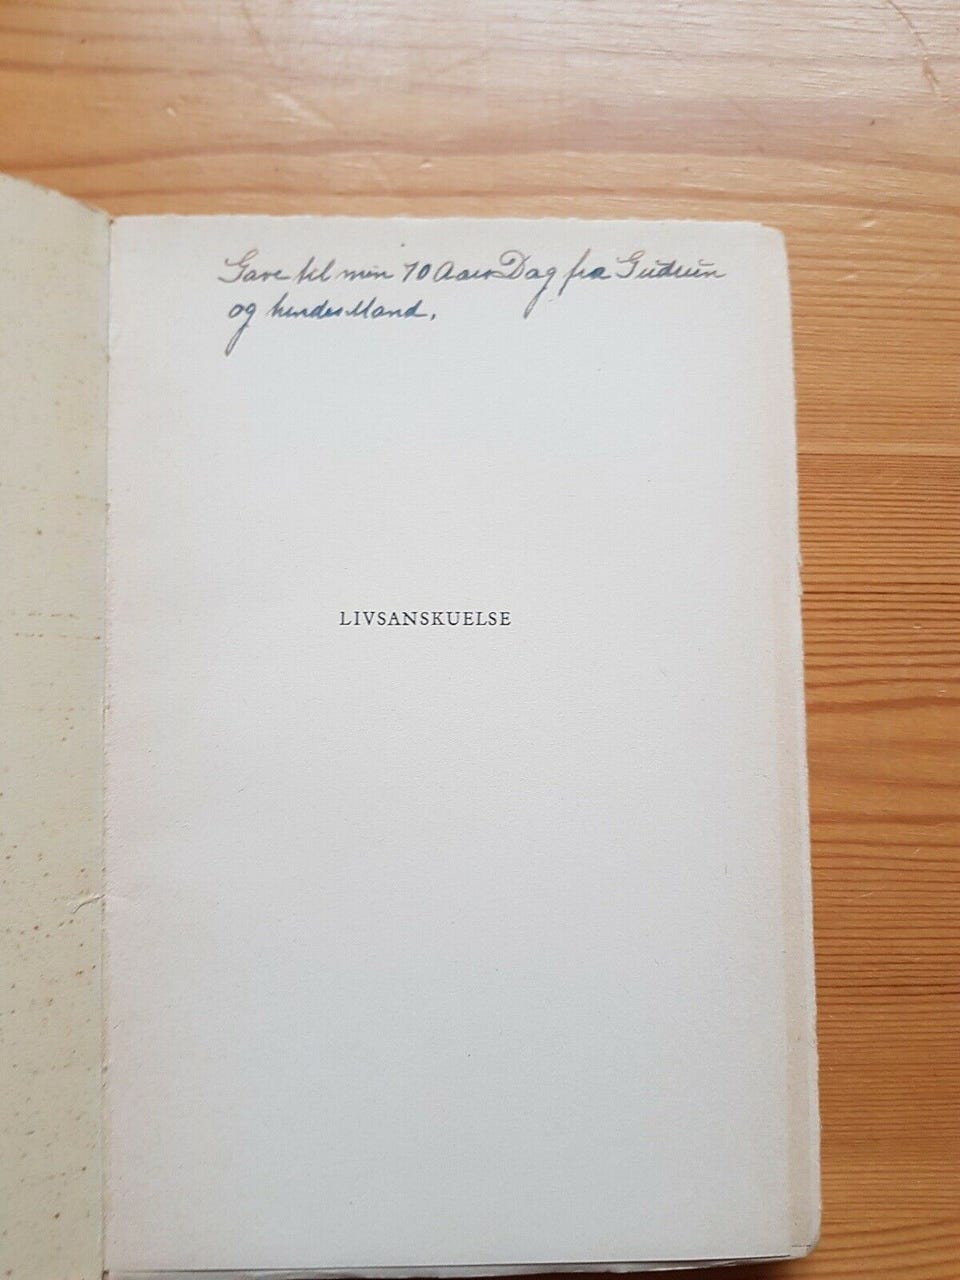 Gave til min 70 Aars Dag fra Gudrun
og hendes Mand.
LIVSANSKUELSE